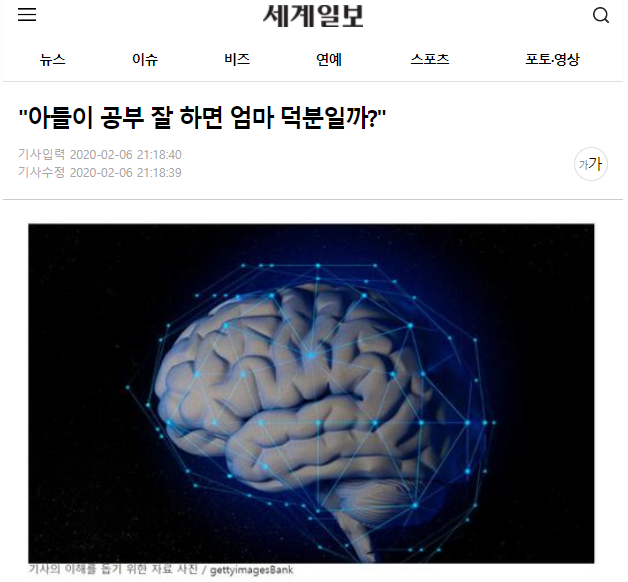 세계일보
뉴스 이슈 비즈 연예 스포츠 포토·영상
"아들이 공부 잘 하면 엄마 덕분일까?"
기사입력 2020-02-06 21:18:40
기사수정 2020-02-06 21:18:39
가가
기사의 이해를 돕기 위한 자료 사진 / gettyimagesBank